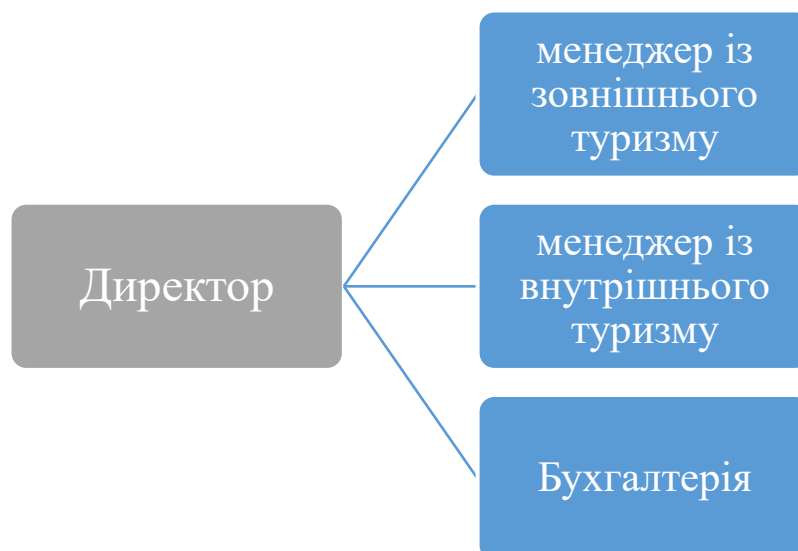 менеджер із
зовнішнього
туризму
Директор
менеджер із
внутрішнього
туризму
Бухгалтерія